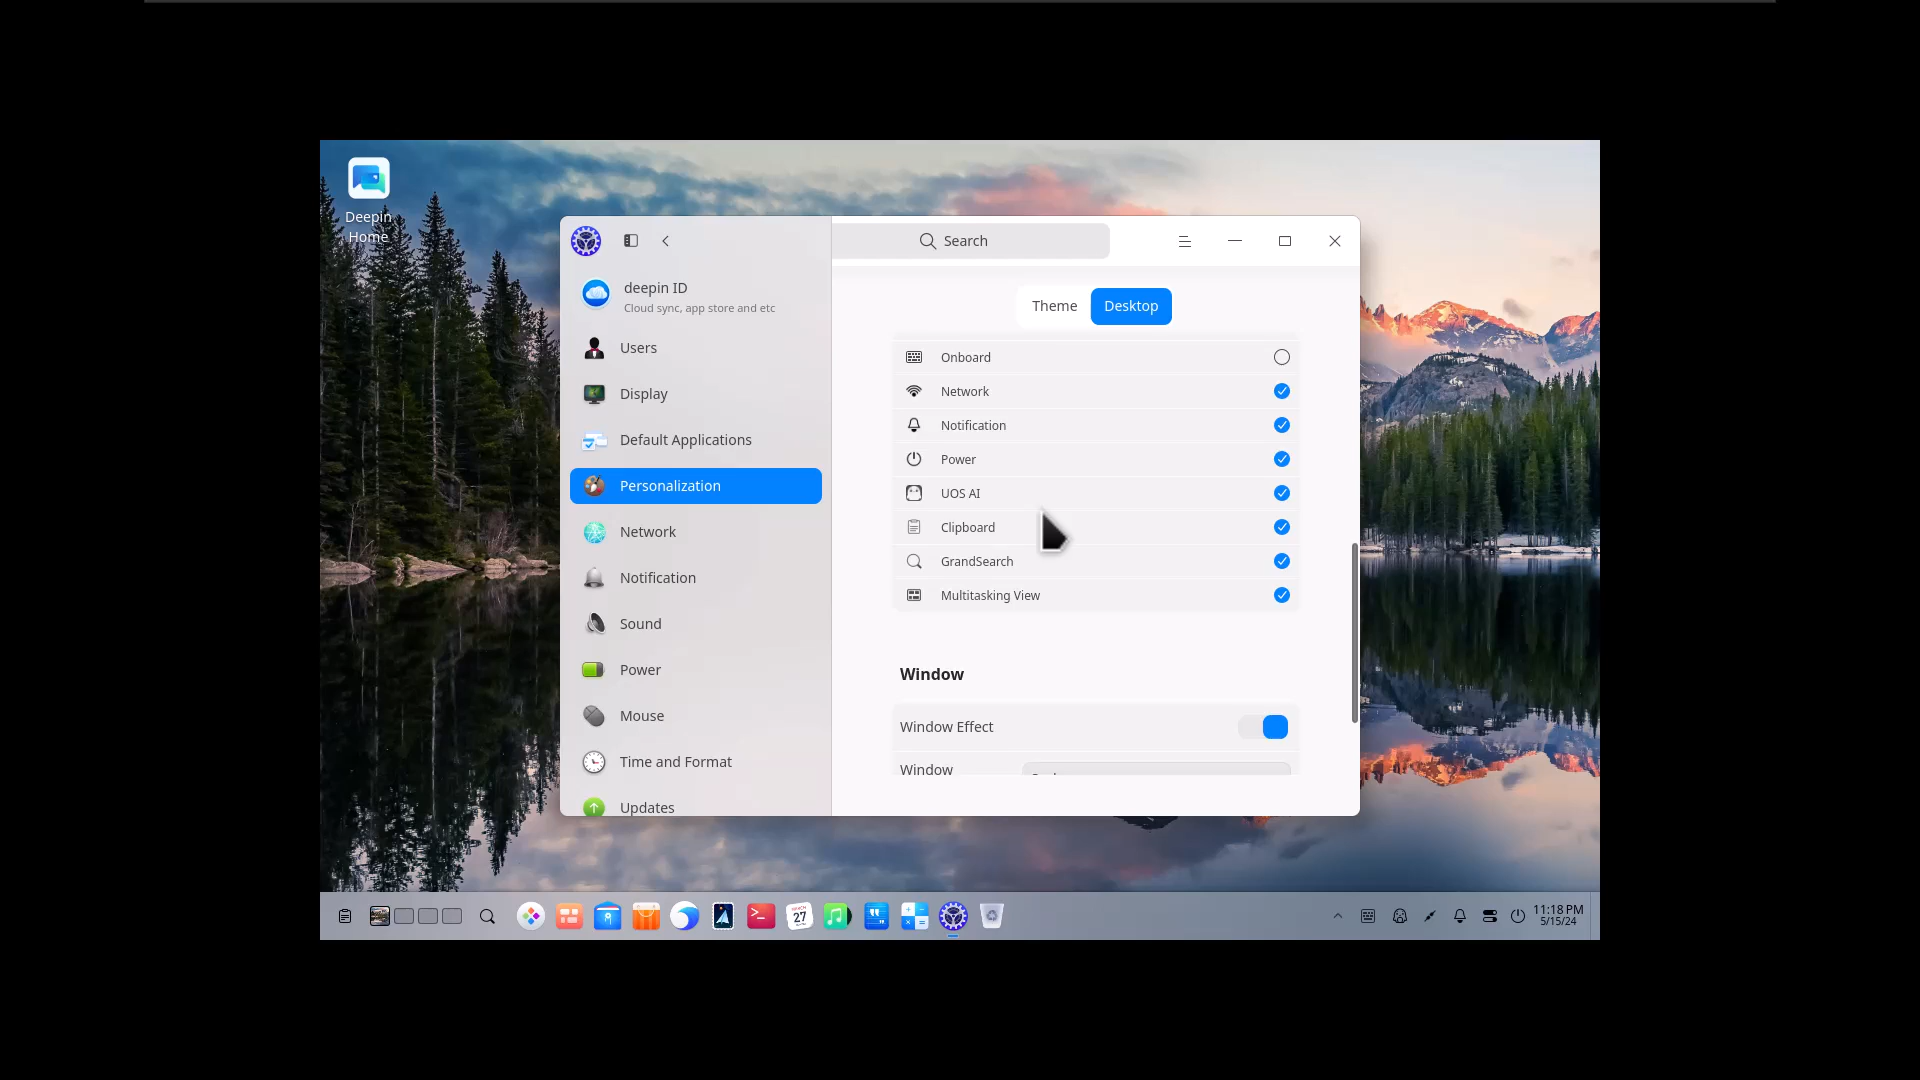 Deepin
Home
Search
deepin ID
Cloud sync, app store and etc
Users
Display
Default Applications
Personalization
Network
Notification
Sound
Power
Mouse
Time and Format
Updates
Theme
Desktop
Onboard
Network
Notification
Power
UOS AI
Clipboard
GrandSearch
Multitasking View
Window
Window Effect
Window
27
11:18 PM
5/15/24